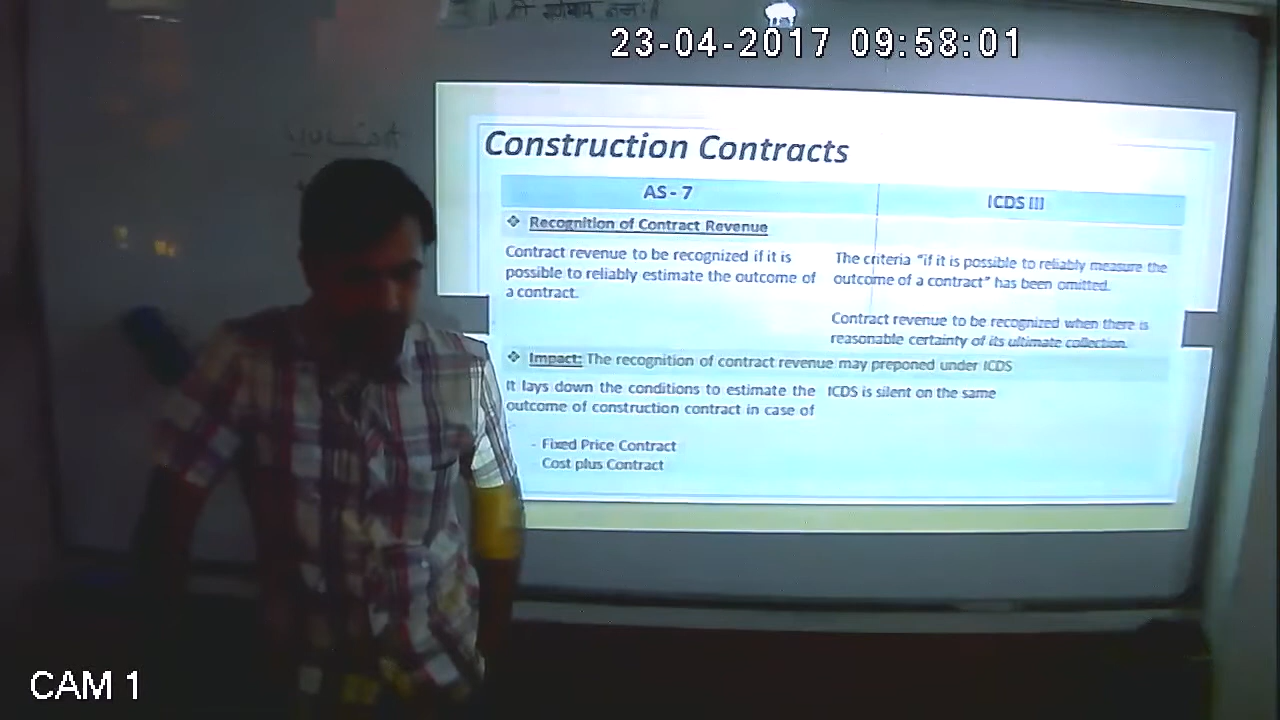 23-04-2017 09:58:01
Construction Contracts
AS - 7
ICDS III
❖ Recognition of Contract Revenue
Contract revenue to be recognized if it is
possible to reliably estimate the outcome of
a contract.
The criteria "if it is possible to reliably measure the
outcome of a contract" has been omitted.
Contract revenue to be recognized when there is
reasonable certainty of its ultimate collection.
❖ Impact: The recognition of contract revenue may preponed under ICDS
It lays down the conditions to estimate the
outcome of construction contract in case of
- Fixed Price Contract
Cost plus Contract
ICDS is silent on the same
CAM 1